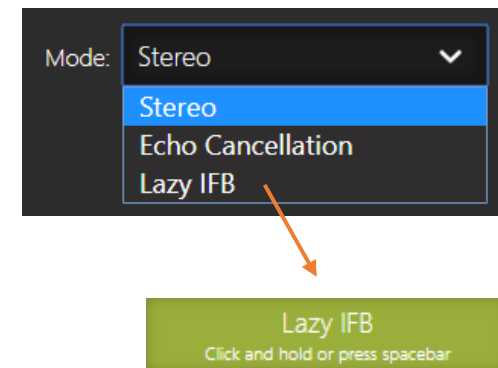 Mode: Stereo
Stereo
Echo Cancellation
Lazy IFB
Lazy IFB
Click and hold or press spacebar